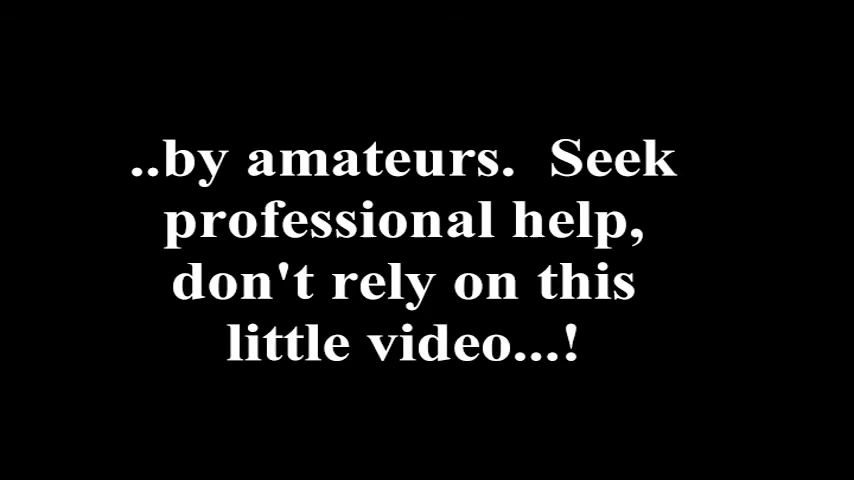 ..by amateurs.  Seek
professional help,
don't rely on this
little video...!